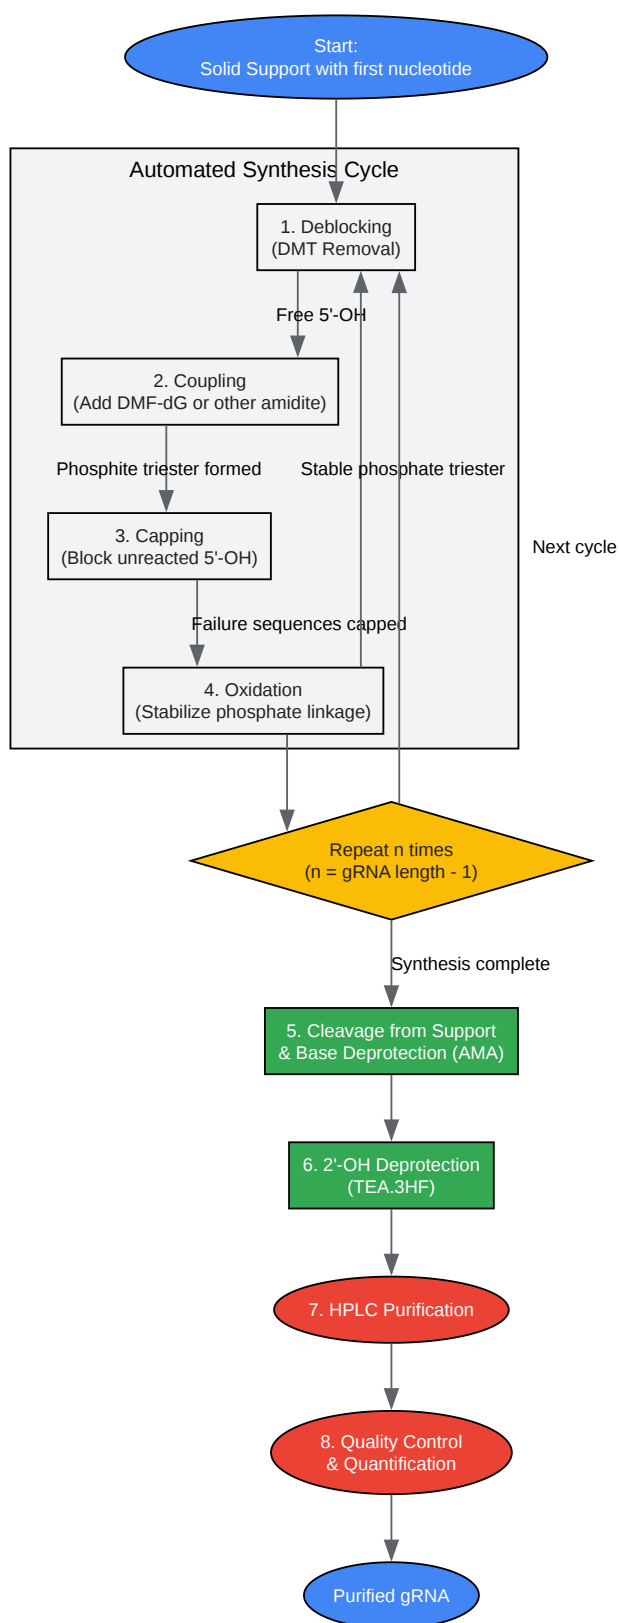 Start:
Solid Support with first nucleotide
Automated Synthesis Cycle
1. Deblocking
(DMT Removal)
Free 5'-OH
2. Coupling
(Add DMF-dG or other amidite)
Phosphite triester formed
Stable phosphate triester
3. Capping
(Block unreacted 5'-OH)
Next cycle
Failure sequences capped
4. Oxidation
(Stabilize phosphate linkage)
Repeat n times
(n = gRNA length - 1)
Synthesis complete
5. Cleavage from Support
& Base Deprotection (AMA)
6. 2'-OH Deprotection
(TEA.3HF)
7. HPLC Purification
8. Quality Control
& Quantification
Purified gRNA